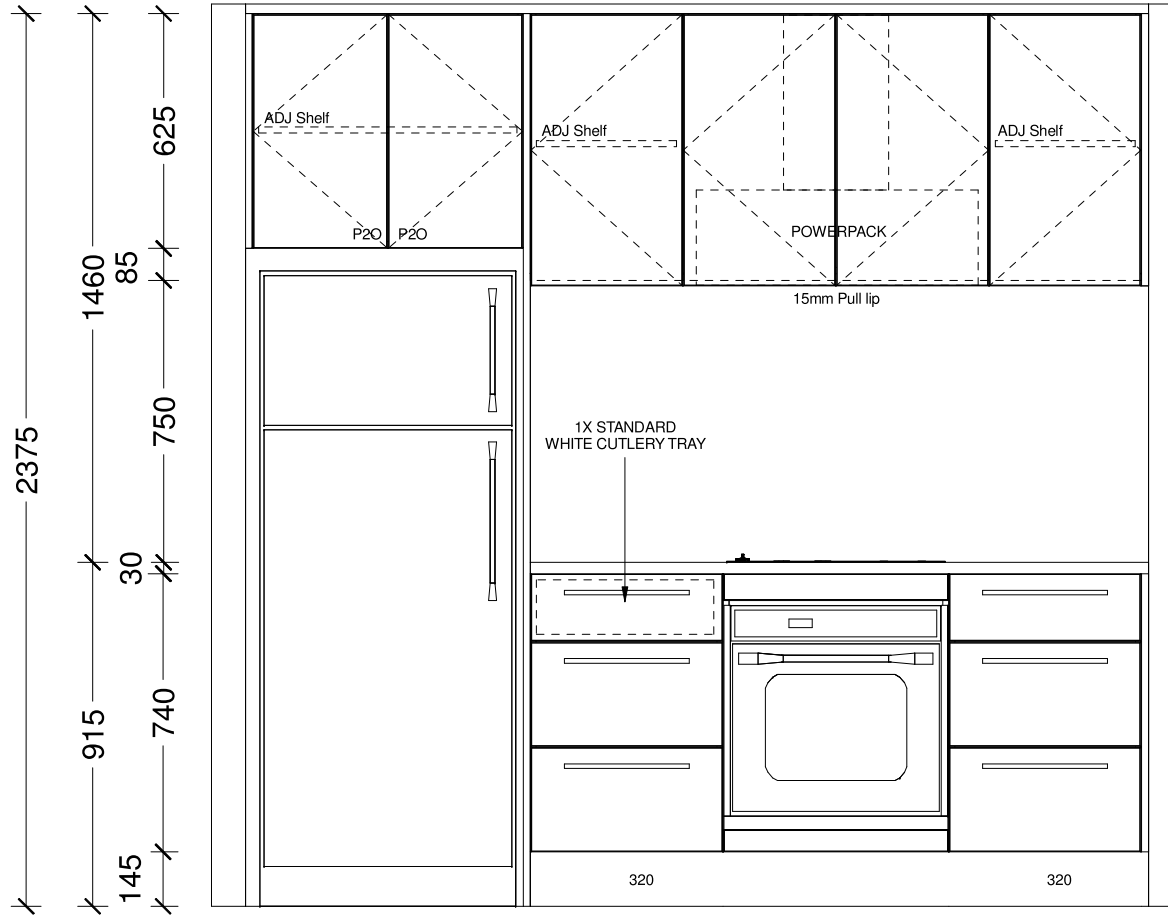 2375
1460
915
625
85
750
30
740
145
ADJ Shelf
ADJ Shelf
ADJ Shelf
P2O P2O
POWERPACK
15mm Pull lip
1X STANDARD
WHITE CUTLERY TRAY
320
320